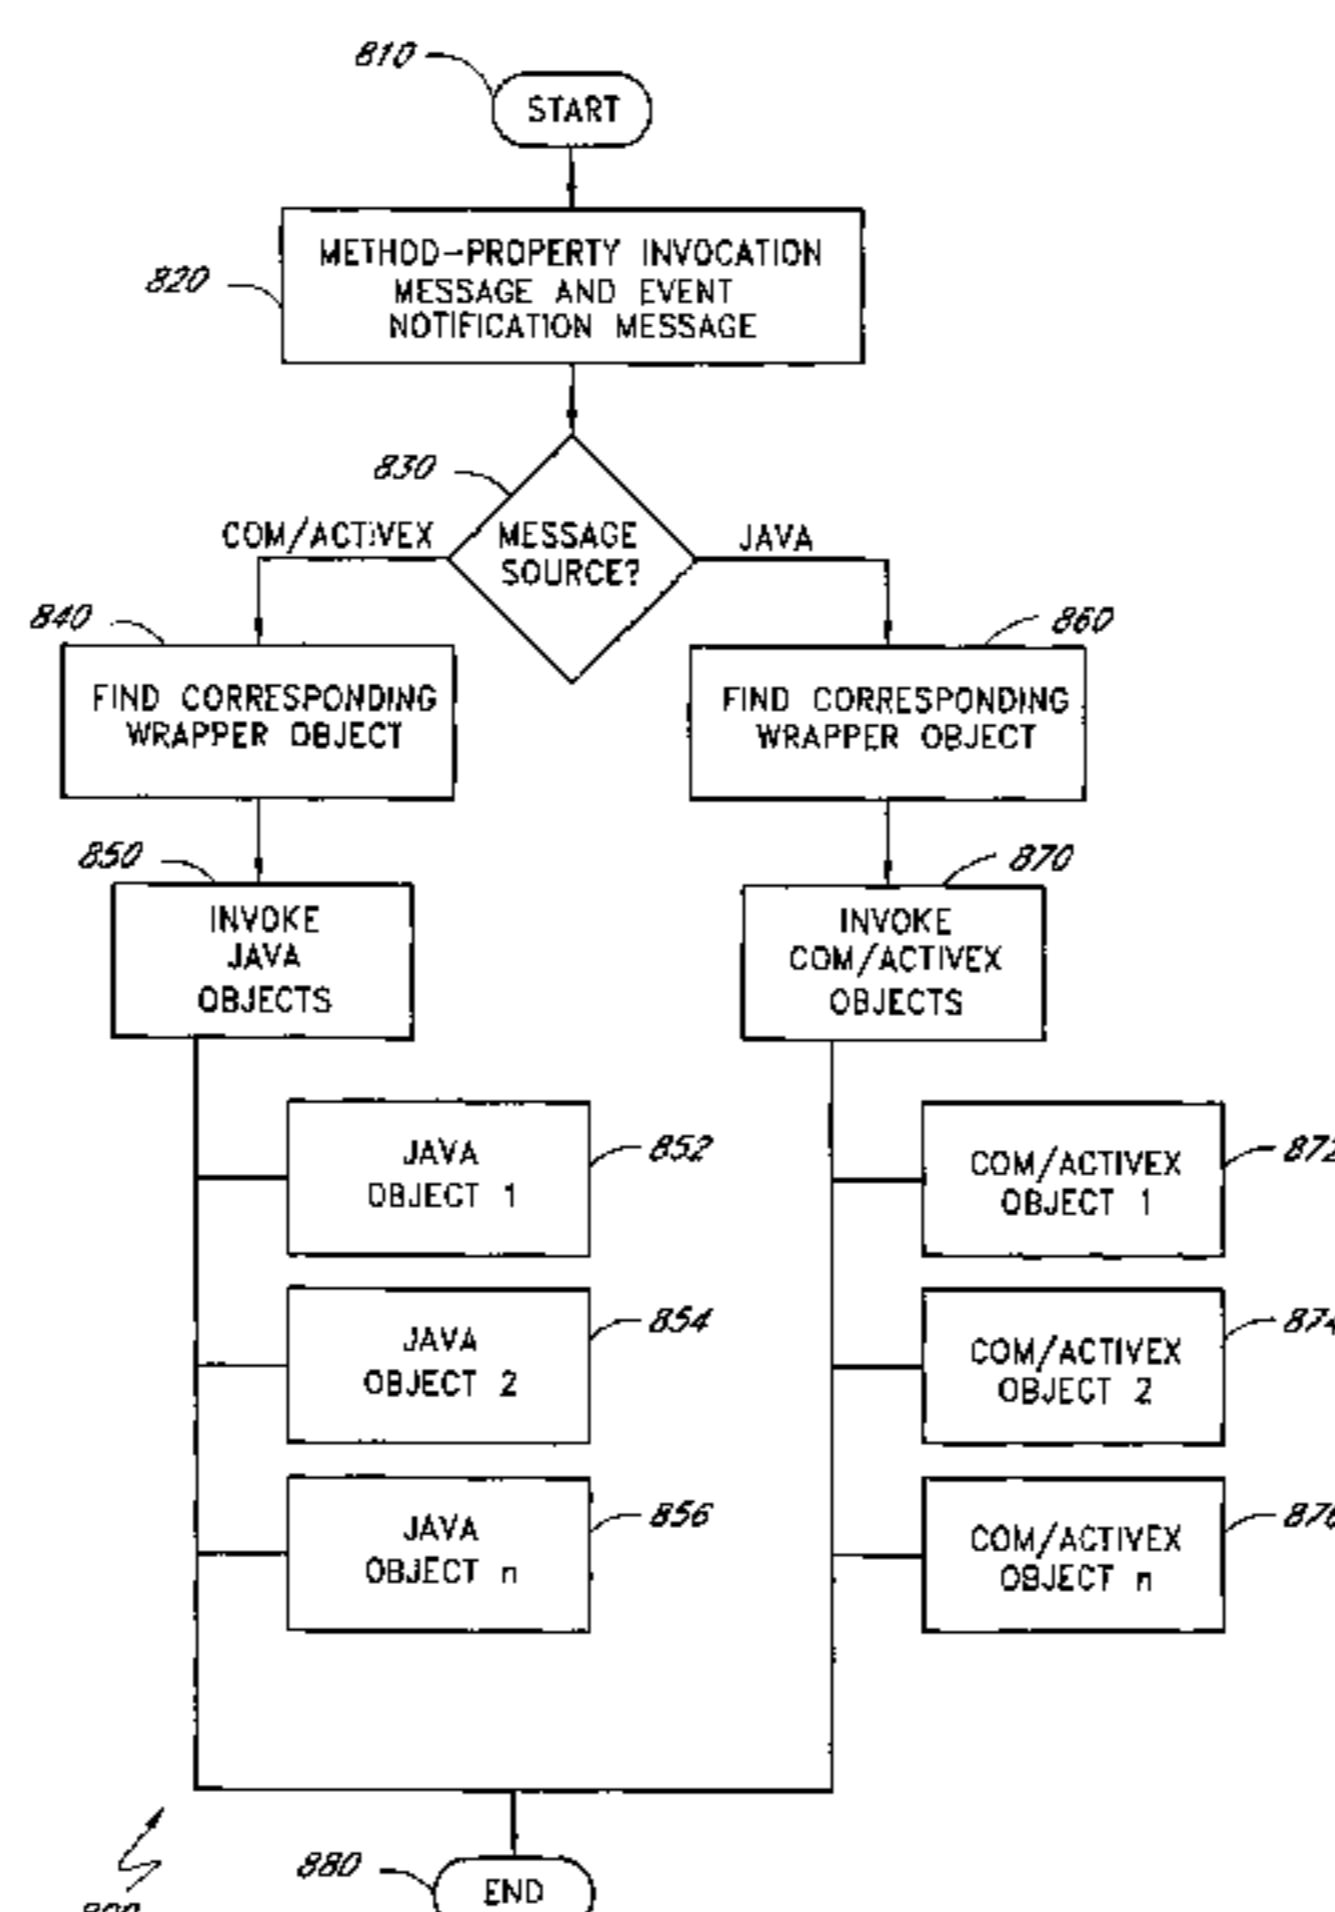 810
START
820
METHOD-PROPERTY INVOCATION
MESSAGE AND EVENT
NOTIFICATION MESSAGE
830
MESSAGE
SOURCE?
COM/ACTIVEX
JAVA
840
FIND CORRESPONDING
WRAPPER OBJECT
860
FIND CORRESPONDING
WRAPPER OBJECT
850
INVOKE
JAVA
OBJECTS
870
INVOKE
COM/ACTIVEX
OBJECTS
JAVA
OBJECT 1
852
COM/ACTIVEX
OBJECT 1
872
JAVA
OBJECT 2
854
COM/ACTIVEX
OBJECT 2
874
JAVA
OBJECT n
856
COM/ACTIVEX
OBJECT n
876
880
END